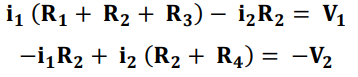 i₁ (R₁ + R₂ + R₃) − i₂R₂ = V₁
−i₁R₂ + i₂ (R₂ + R₄) = −V₂